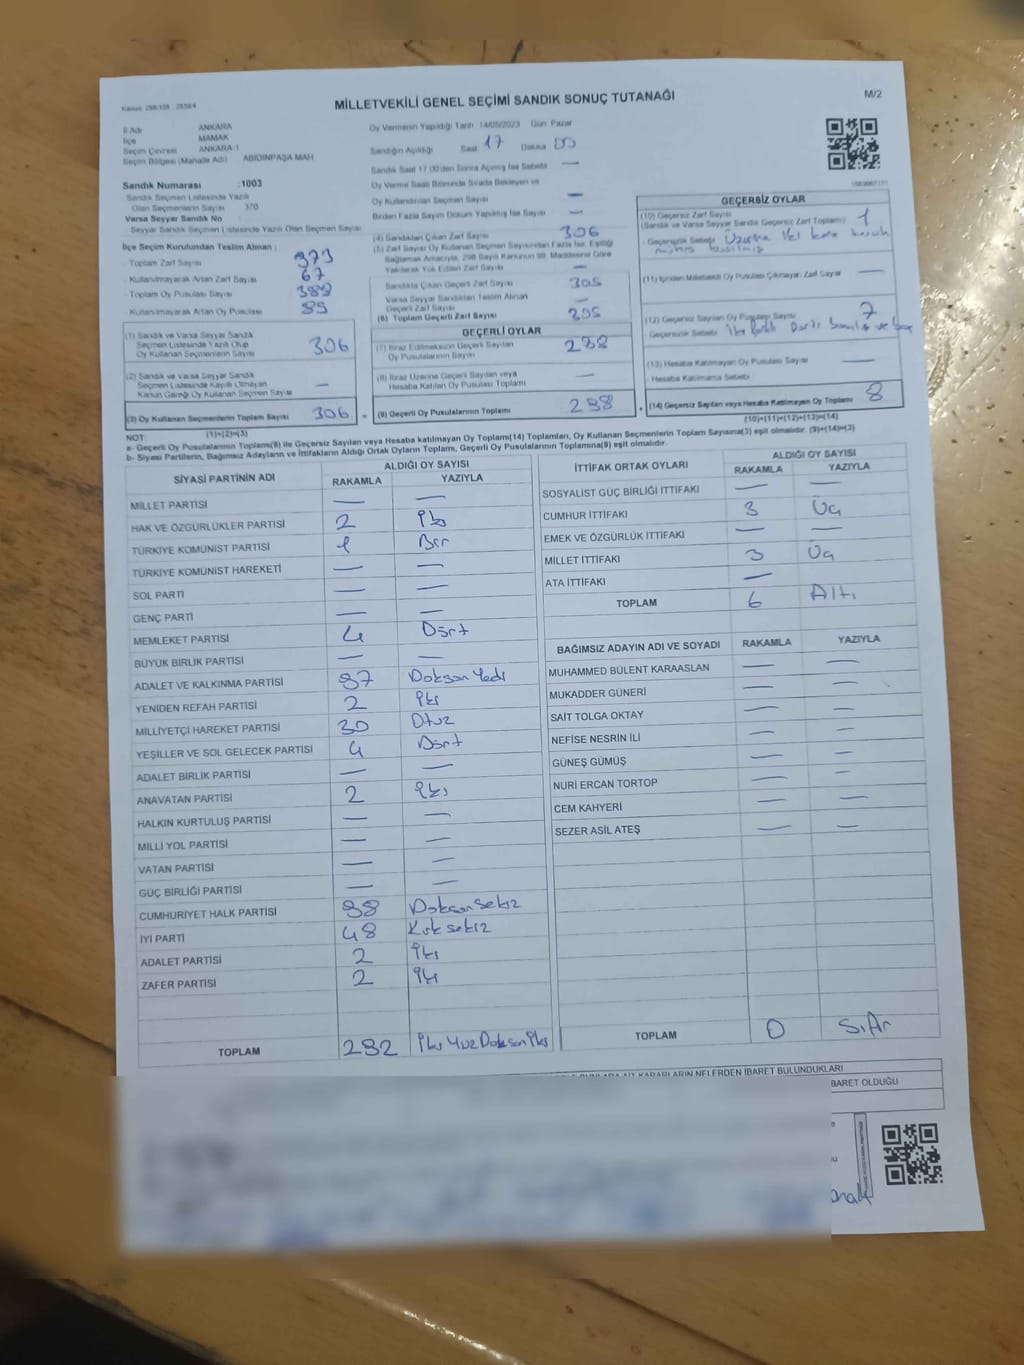 Kanun: 298/105 2839/4
MİLLETVEKİLİ GENEL SEÇİMİ SANDIK SONUÇ TUTANAĞI
M/2
İl Adı ANKARA
İlçe MAMAK
Seçim Çevresi ANKARA-1
Seçim Bölgesi (Mahalle Adı) ABİDİNPAŞA MAH
Oy Vermenin Yapıldığı Tarih 14/05/2023 Gün Pazar
Sandığın Açıldığı Saat 17 Dakika 00
Sandık Saat 17:00'den Sonra Açılmış İse Sebebi —
Oy Verme Saati Bitiminde Sırada Bekleyen ve
Oy Kullandırılan Seçmen Sayısı —
Birden Fazla Sayım Döküm Yapılmış İse Sayısı —
Sandık Numarası : 1003
Sandık Seçmen Listesinde Yazılı
Olan Seçmenlerin Sayısı : 370
Varsa Seyyar Sandık No :
Seyyar Sandık Seçmen Listesinde Yazılı Olan Seçmen Sayısı
İlçe Seçim Kurulundan Teslim Alınan ;
- Toplam Zarf Sayısı 373
- Kullanılmayarak Artan Zarf Sayısı 67
- Toplam Oy Pusulası Sayısı
- Kullanılmayarak Artan Oy Pusulası
(1) Sandık ve Varsa Seyyar Sandık
Seçmen Listesinde Yazılı Olup
Oy Kullanan Seçmenlerin Sayısı 306
(2) Sandık ve Varsa Seyyar Sandık
Seçmen Listesinde Kayıtlı Olmayan
Kanun Gereği Oy Kullanan Seçmen Sayısı —
(3) Oy Kullanan Seçmenlerin Toplam Sayısı 306
(1)+(2)=(3)
(4) Sandıktan Çıkan Zarf Sayısı 306
(5) Zarf Sayısı Oy Kullanan Seçmen Sayısından Fazla İse, Eşitliği
Sağlamak Amacıyla, 298 Sayılı Kanunun 98. Maddesine Göre
Yakılarak Yok Edilen Zarf Sayısı —
Sandıkta Çıkan Geçerli Zarf Sayısı 305
Varsa Seyyar Sandıktan Teslim Alınan
Geçerli Zarf Sayısı —
(6) Toplam Geçerli Zarf Sayısı
GEÇERLİ OYLAR
(7) İtiraz Edilmeksizin Geçerli Sayılan
Oy Pusulalarının Sayısı 298
(8) İtiraz Üzerine Geçerli Sayılan veya
Hesaba Katılan Oy Pusulası Toplamı —
(9) Geçerli Oy Pusulalarının Toplamı 298
GEÇERSİZ OYLAR
(10) Geçersiz Zarf Sayısı
(Sandık ve Varsa Seyyar Sandık Geçersiz Zarf Toplamı) 1
Geçersizlik Sebebi
(11) İçinden Milletvekili Oy Pusulası Çıkmayan Zarf Sayısı —
(12) Geçersiz Sayılan Oy Pusulası Sayısı 7
Geçersizlik Sebebi
(13) Hesaba Katılmayan Oy Pusulası Sayısı —
Hesaba Katılmama Sebebi
(14) Geçersiz Sayılan veya Hesaba Katılmayan Oy Toplamı 8
(10)+(11)+(12)+(13)=(14)
NOT:
a- Geçerli Oy Pusulalarının Toplamı(9) ile Geçersiz Sayılan veya Hesaba katılmayan Oy Toplamı(14) Toplamları, Oy Kullanan Seçmenlerin Toplam Sayısına(3) eşit olmalıdır. (9)+(14)=(3)
b- Siyasi Partilerin, Bağımsız Adayların ve İttifakların Aldığı Ortak Oyların Toplamı, Geçerli Oy Pusulalarının Toplamına(9) eşit olmalıdır.
SİYASİ PARTİNİN ADI ALDIĞI OY SAYISI
RAKAMLA YAZIYLA
MİLLET PARTİSİ — —
HAK VE ÖZGÜRLÜKLER PARTİSİ 2 İki
TÜRKİYE KOMÜNİST PARTİSİ 1 Bir
TÜRKİYE KOMÜNİST HAREKETİ — —
SOL PARTİ — —
GENÇ PARTİ — —
MEMLEKET PARTİSİ 4 Dört
BÜYÜK BİRLİK PARTİSİ — —
ADALET VE KALKINMA PARTİSİ 97 Doksan Yedi
YENİDEN REFAH PARTİSİ 2 İki
MİLLİYETÇİ HAREKET PARTİSİ 30 Otuz
YEŞİLLER VE SOL GELECEK PARTİSİ 4 Dört
ADALET BİRLİK PARTİSİ — —
ANAVATAN PARTİSİ 2 İki
HALKIN KURTULUŞ PARTİSİ — —
MİLLİ YOL PARTİSİ — —
VATAN PARTİSİ — —
GÜÇ BİRLİĞİ PARTİSİ — —
CUMHURİYET HALK PARTİSİ 98 Doksan Sekiz
İYİ PARTİ 48 Kırk sekiz
ADALET PARTİSİ 2 İki
ZAFER PARTİSİ 2 İki
TOPLAM 292 İki Yüz Doksan İki
İTTİFAK ORTAK OYLARI ALDIĞI OY SAYISI
RAKAMLA YAZIYLA
SOSYALİST GÜÇ BİRLİĞİ İTTİFAKI — —
CUMHUR İTTİFAKI 3 Üç
EMEK VE ÖZGÜRLÜK İTTİFAKI — —
MİLLET İTTİFAKI 3 Üç
ATA İTTİFAKI —
TOPLAM 6 Altı
BAĞIMSIZ ADAYIN ADI VE SOYADI RAKAMLA YAZIYLA
MUHAMMED BÜLENT KARAASLAN — —
MUKADDER GÜNERİ — —
SAİT TOLGA OKTAY — —
NEFİSE NESRİN İLİ — —
GÜNEŞ GÜMÜŞ — —
NURİ ERCAN TORTOP — —
CEM KAHYERİ — —
SEZER ASİL ATEŞ — —
TOPLAM 0 Sıfır
KARARLARIN NELERDEN İBARET BULUNDUKLARI
BARET OLDUĞU